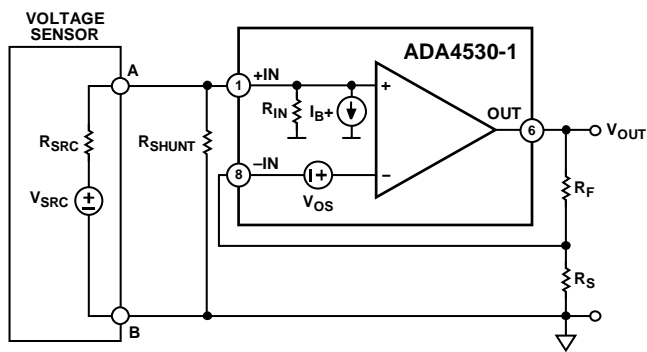 VOLTAGE
SENSOR
ADA4530-1
A
1
+IN
+
RIN
IB+
OUT
6
VOUT
RSRC
RSHUNT
8
–IN
–
VSRC
VOS
RF
RS
B